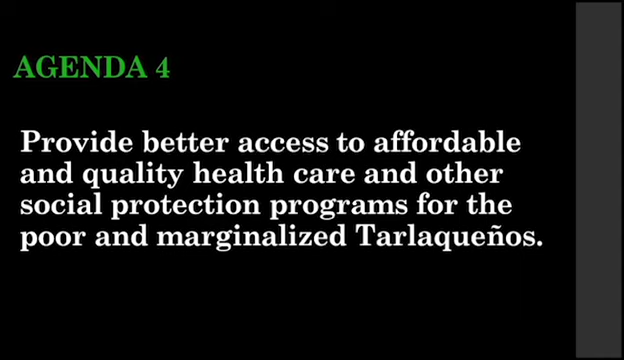 AGENDA 4
Provide better access to affordable
and quality health care and other
social protection programs for the
poor and marginalized Tarlaqueños.